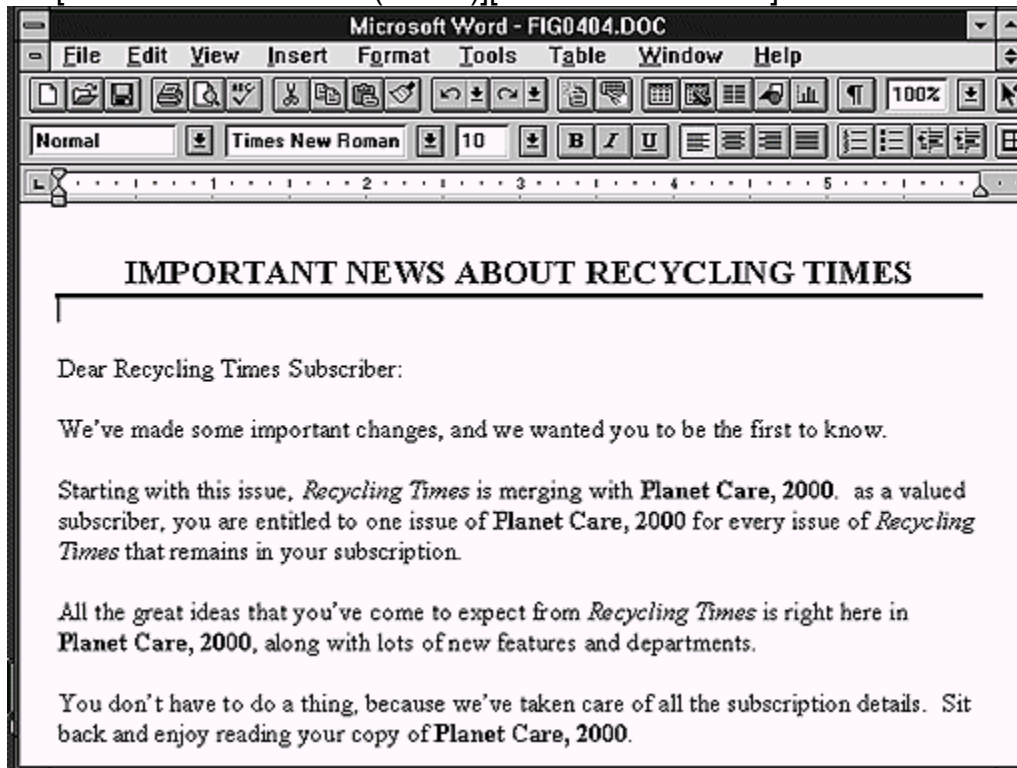 Microsoft Word - FIG0404.DOC
File Edit View Insert Format Tools Table Window Help
ABC ¶ 100%
Normal Times New Roman 10 B I U
1 2 3 4 5
IMPORTANT NEWS ABOUT RECYCLING TIMES
Dear Recycling Times Subscriber:
We've made some important changes, and we wanted you to be the first to know.
Starting with this issue, Recycling Times is merging with Planet Care, 2000.  as a valued
subscriber, you are entitled to one issue of Planet Care, 2000 for every issue of Recycling
Times that remains in your subscription.
All the great ideas that you've come to expect from Recycling Times is right here in
Planet Care, 2000, along with lots of new features and departments.
You don't have to do a thing, because we've taken care of all the subscription details.  Sit
back and enjoy reading your copy of Planet Care, 2000.